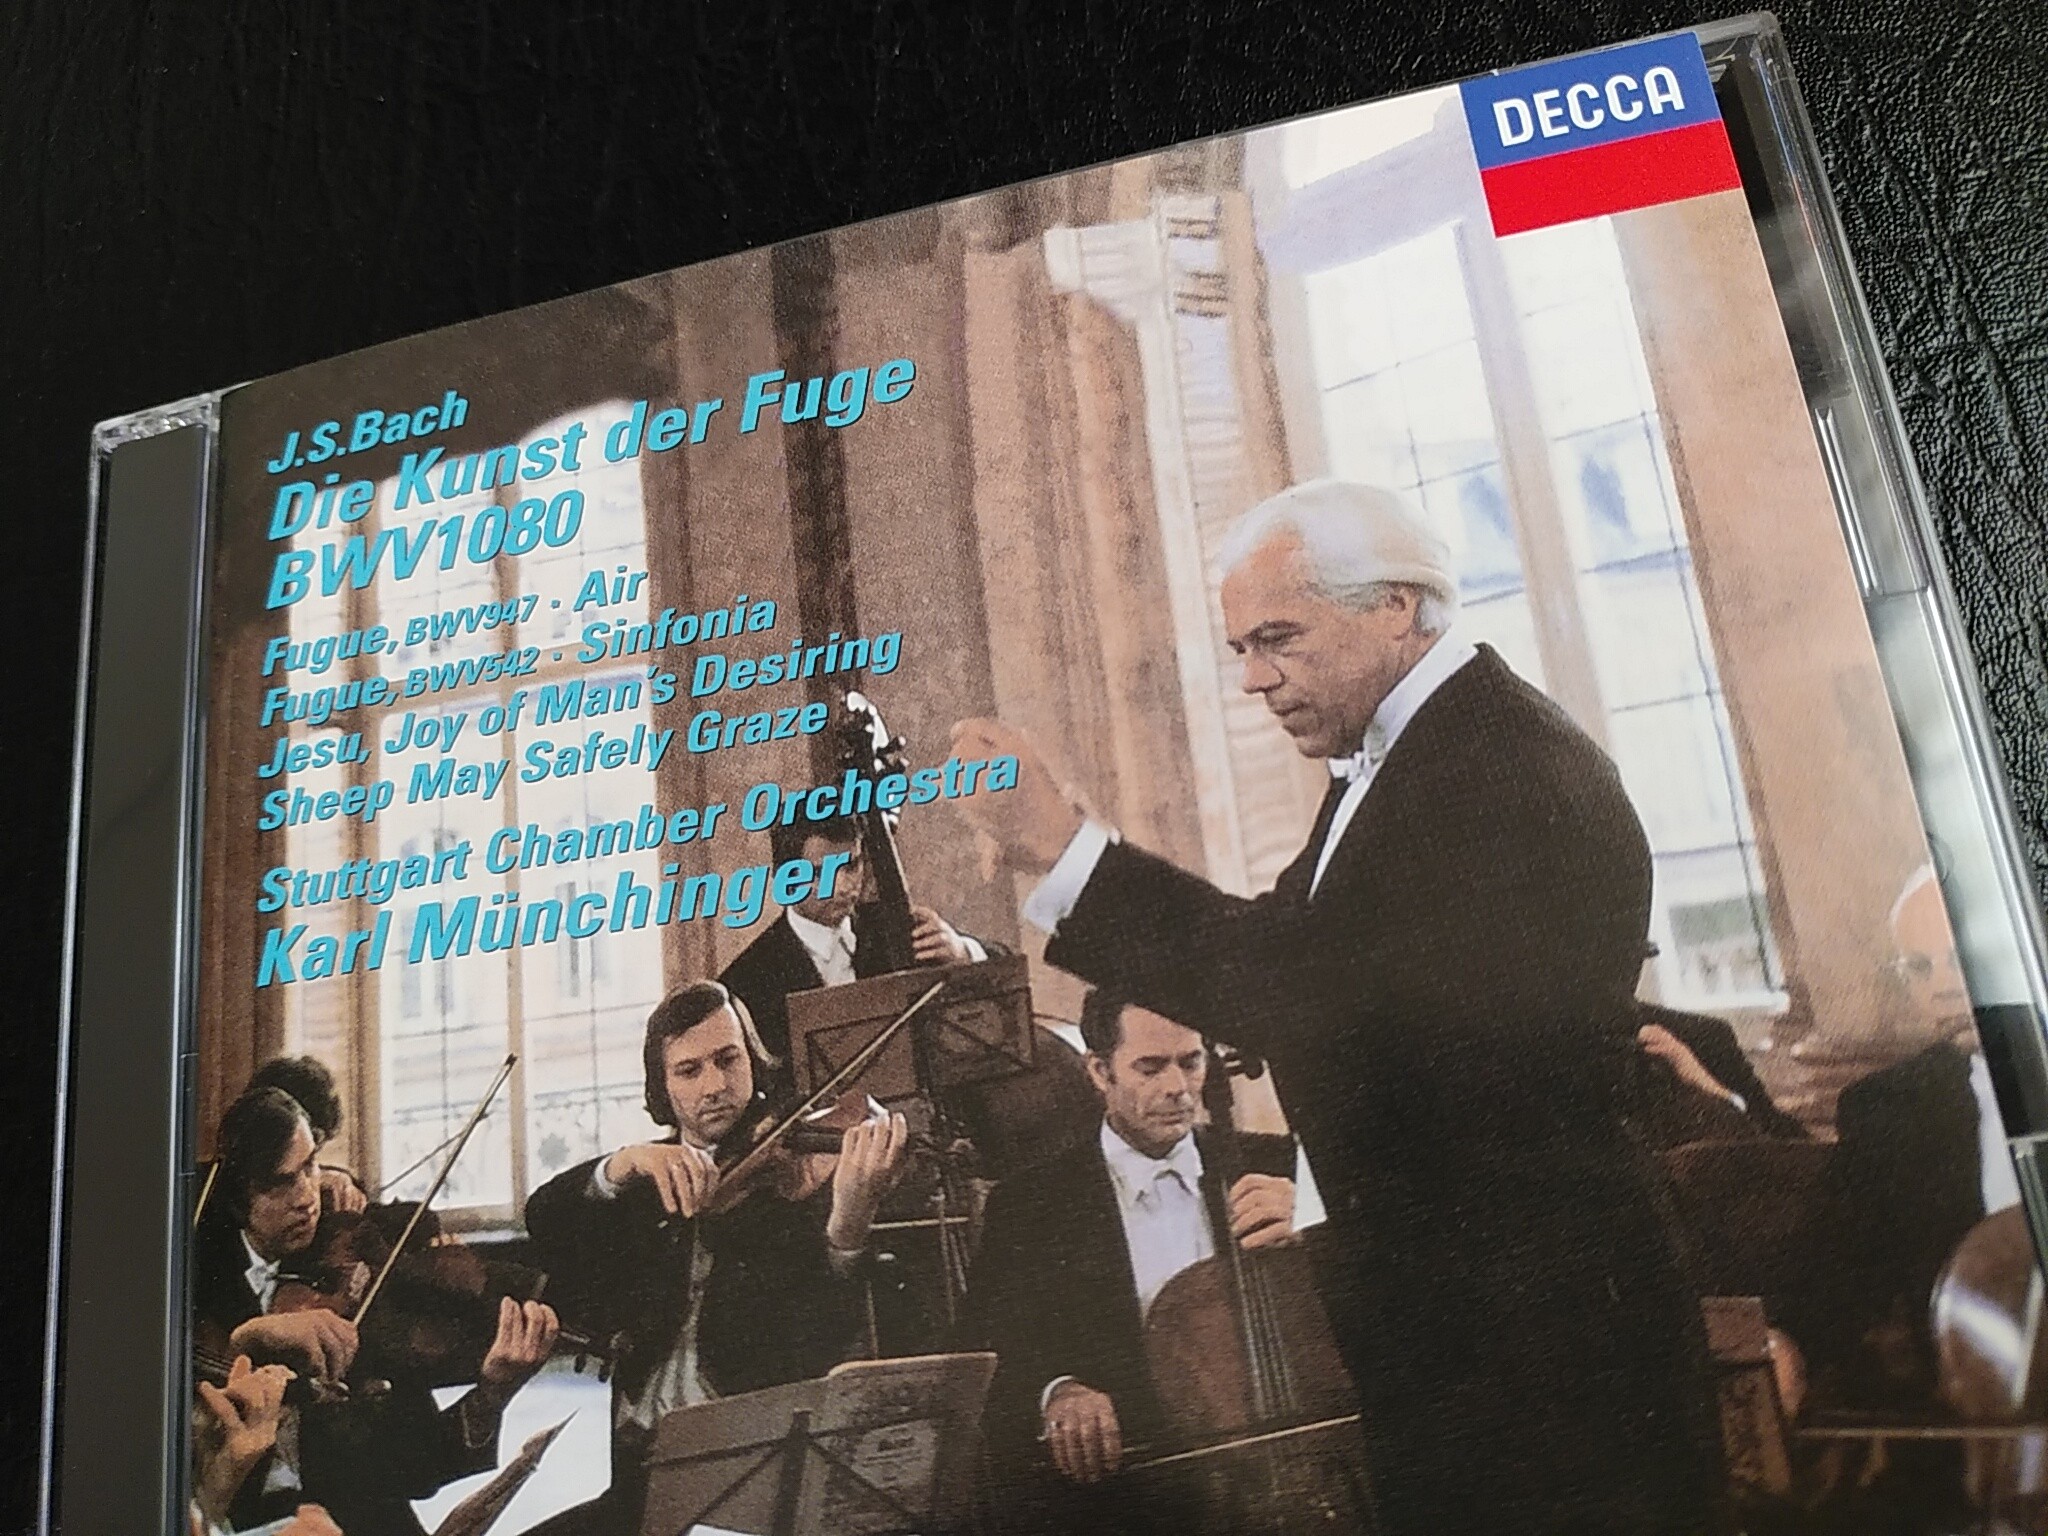 DECCA
J.S.Bach
Die Kunst der Fuge
BWV1080
Fugue, BWV947 · Air
Fugue, BWV542 · Sinfonia
Jesu, Joy of Man's Desiring
Sheep May Safely Graze
Stuttgart Chamber Orchestra
Karl Münchinger